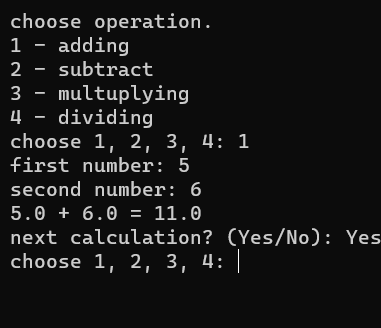 choose operation.
1 - adding
2 - subtract
3 - multuplying
4 - dividing
choose 1, 2, 3, 4: 1
first number: 5
second number: 6
5.0 + 6.0 = 11.0
next calculation? (Yes/No): Yes
choose 1, 2, 3, 4: